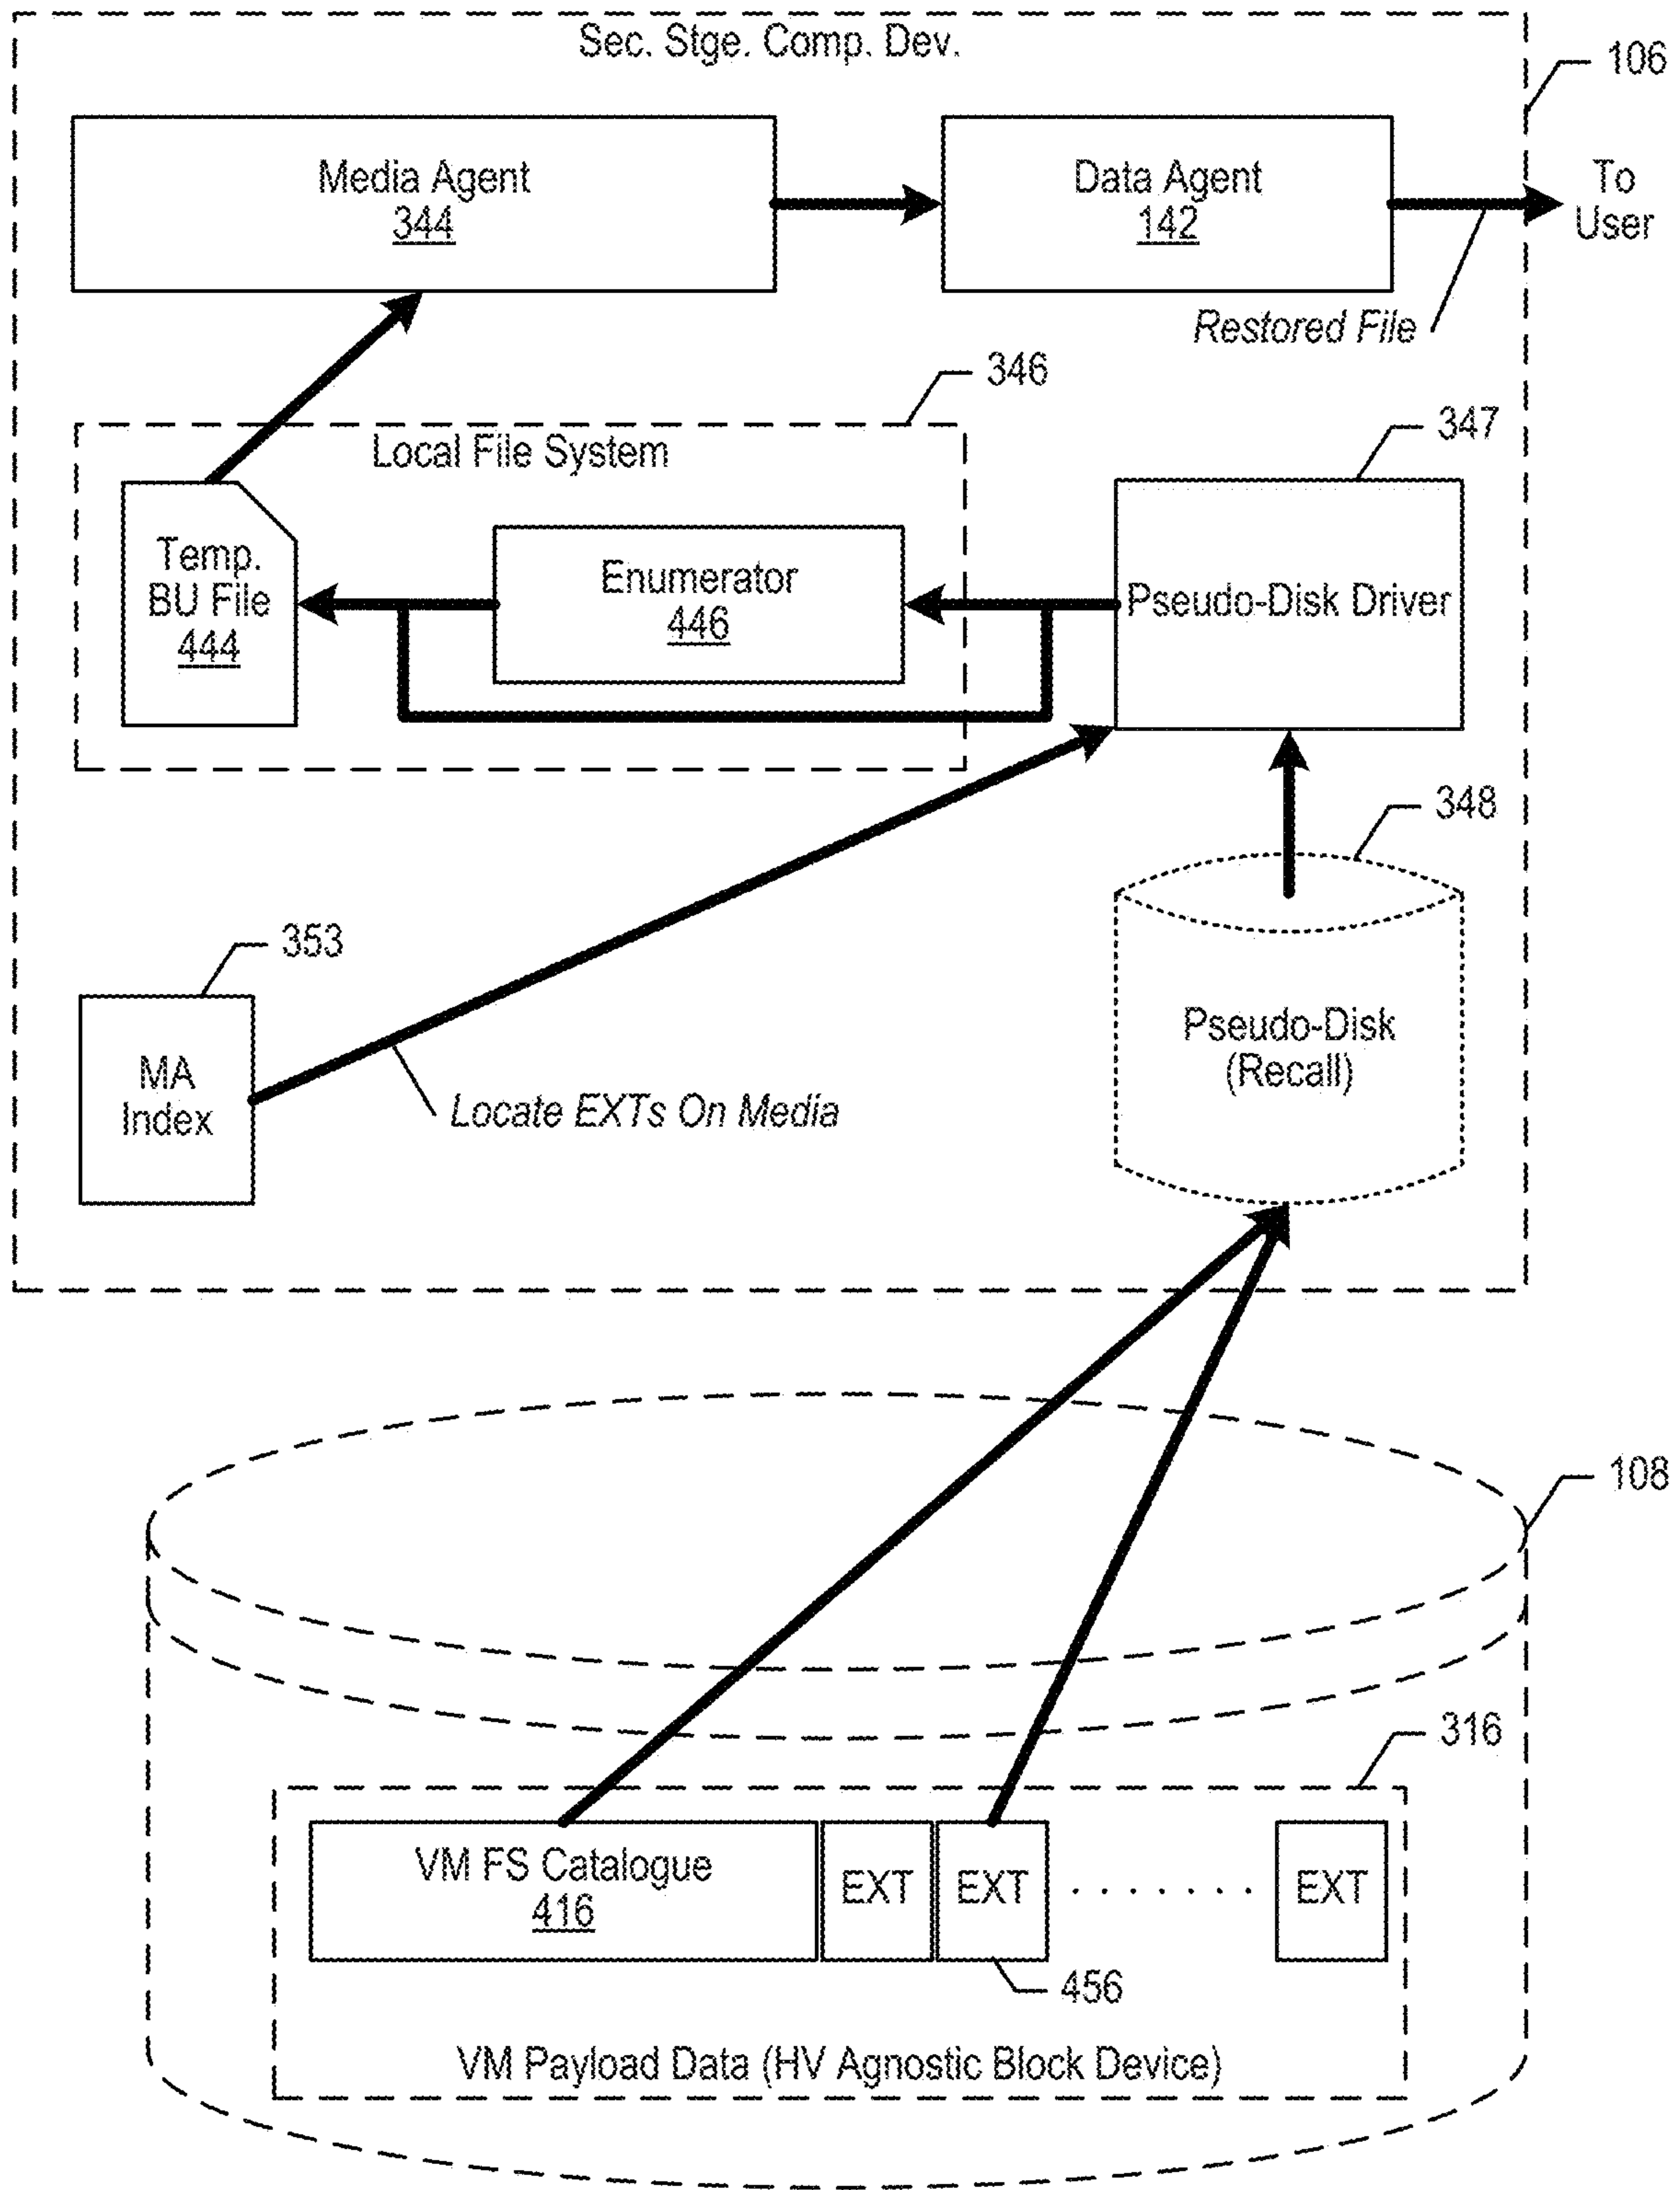 Sec. Stge. Comp. Dev.
106
Media Agent
344
Data Agent
142
To
User
Restored File
346
347
Local File System
Temp.
BU File
444
Enumerator
446
Pseudo-Disk Driver
348
353
MA
Index
Pseudo-Disk
(Recall)
Locate EXTs On Media
108
316
VM FS Catalogue
416
EXT
EXT
. . . . . . . .
EXT
456
VM Payload Data (HV Agnostic Block Device)